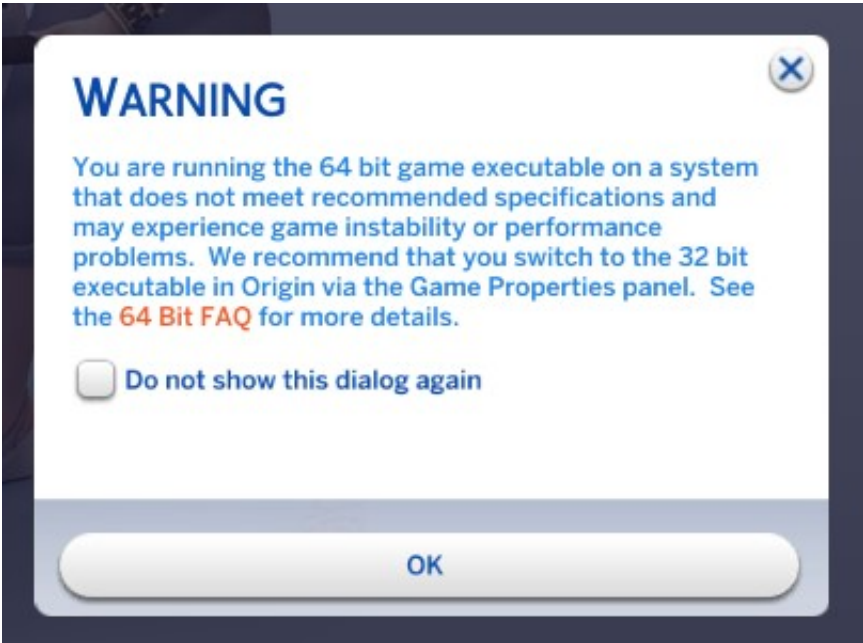 WARNING
You are running the 64 bit game executable on a system
that does not meet recommended specifications and
may experience game instability or performance
problems.  We recommend that you switch to the 32 bit
executable in Origin via the Game Properties panel.  See
the 64 Bit FAQ for more details.
Do not show this dialog again
OK